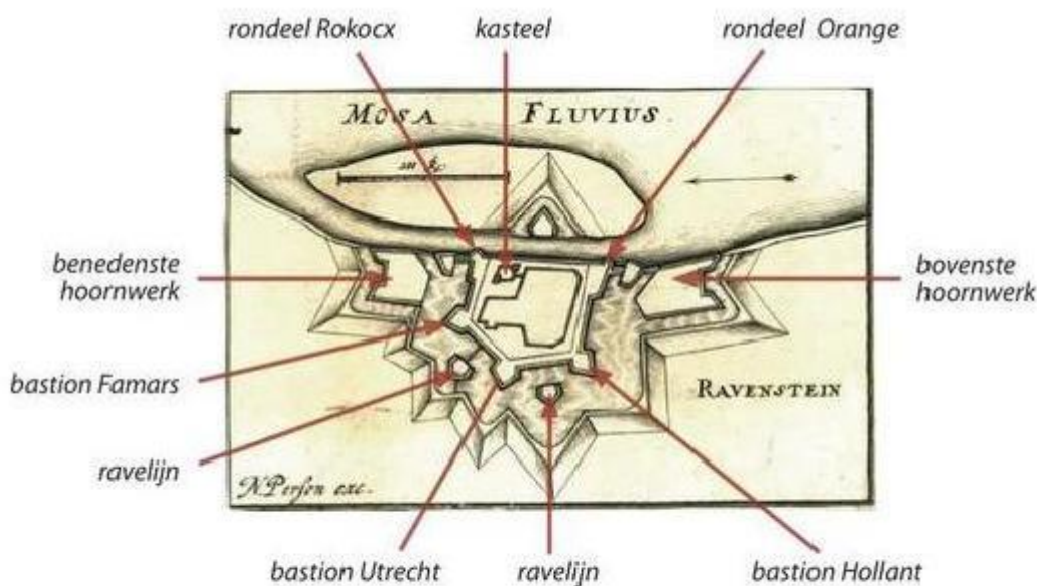 rondeel Rokocx
kasteel
rondeel Orange
MOSA FLUVIUS.
benedenste
hoornwerk
bovenste
hoornwerk
bastion Famars
RAVENSTEIN
ravelijn
N. Person exc.
bastion Utrecht
ravelijn
bastion Hollant